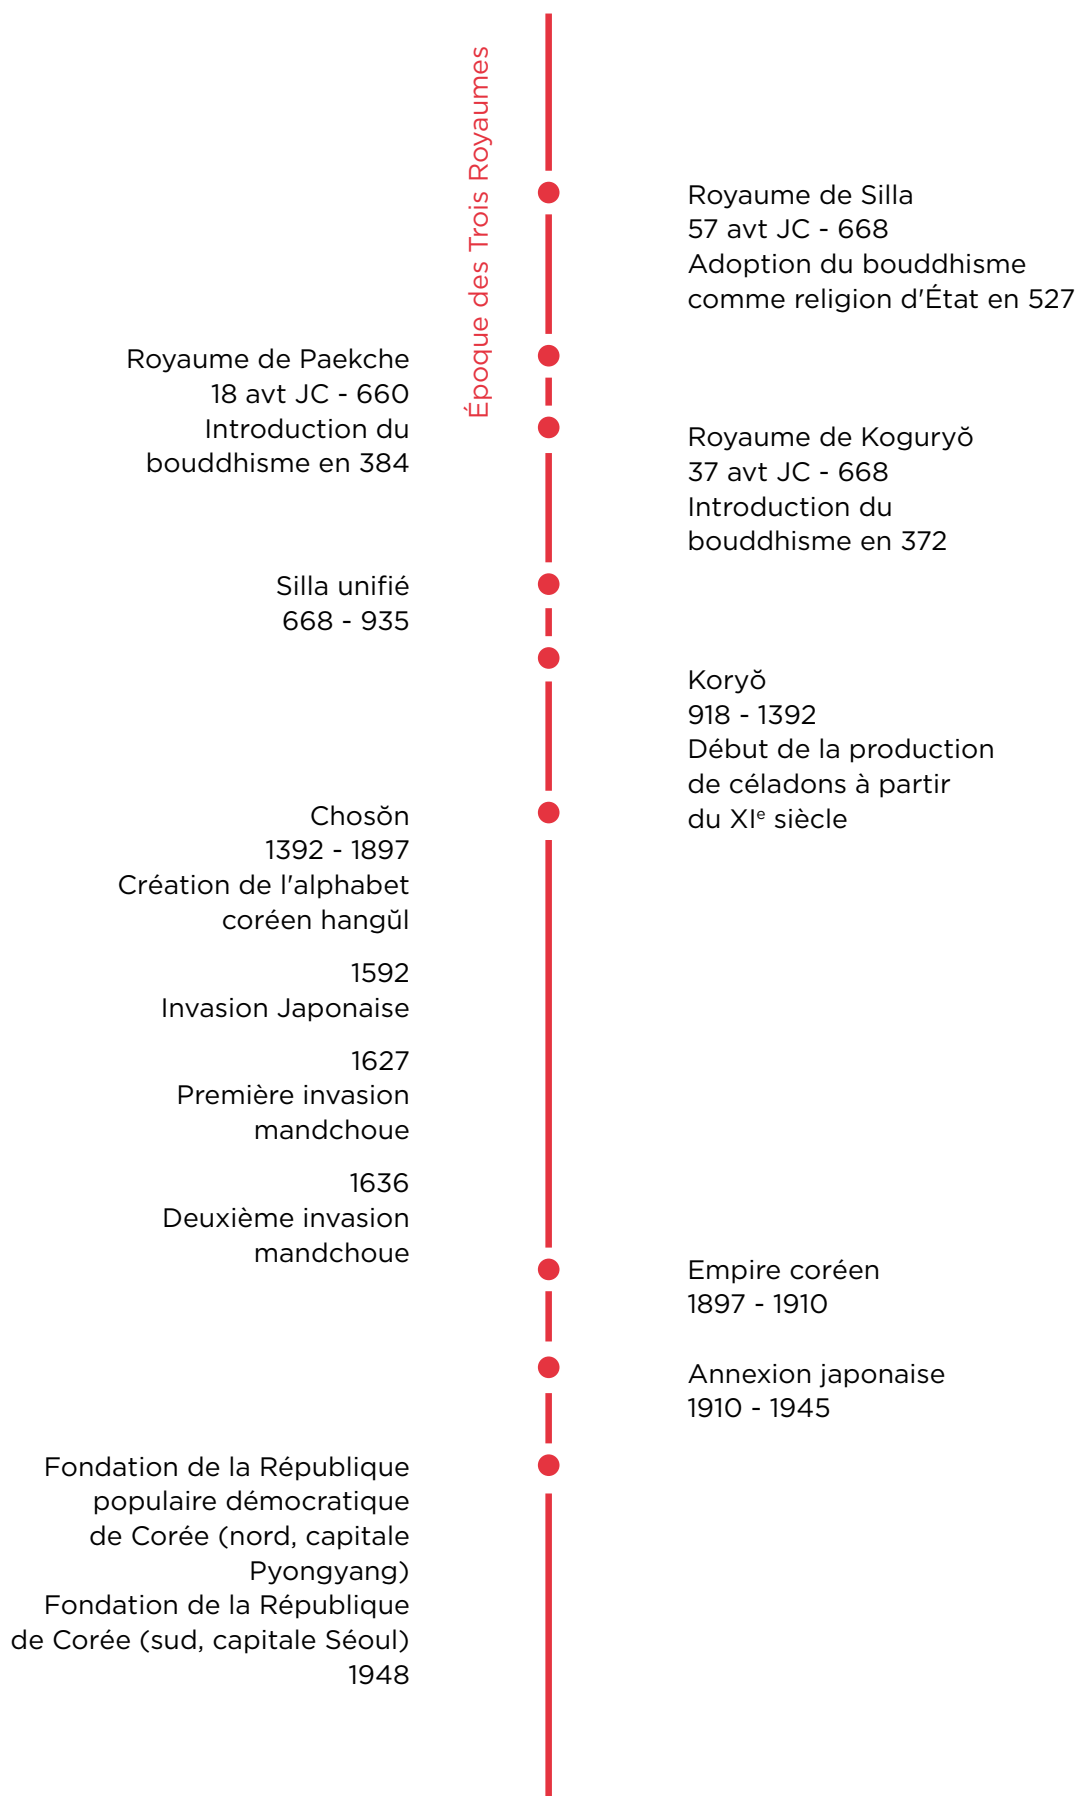 Époque des Trois Royaumes
Royaume de Silla
57 avt JC - 668
Adoption du bouddhisme
comme religion d'État en 527
Royaume de Paekche
18 avt JC - 660
Introduction du
bouddhisme en 384
Royaume de Koguryŏ
37 avt JC - 668
Introduction du
bouddhisme en 372
Silla unifié
668 - 935
Koryŏ
918 - 1392
Début de la production
de céladons à partir
du XIᵉ siècle
Chosŏn
1392 - 1897
Création de l'alphabet
coréen hangŭl
1592
Invasion Japonaise
1627
Première invasion
mandchoue
1636
Deuxième invasion
mandchoue
Empire coréen
1897 - 1910
Annexion japonaise
1910 - 1945
Fondation de la République
populaire démocratique
de Corée (nord, capitale
Pyongyang)
Fondation de la République
de Corée (sud, capitale Séoul)
1948